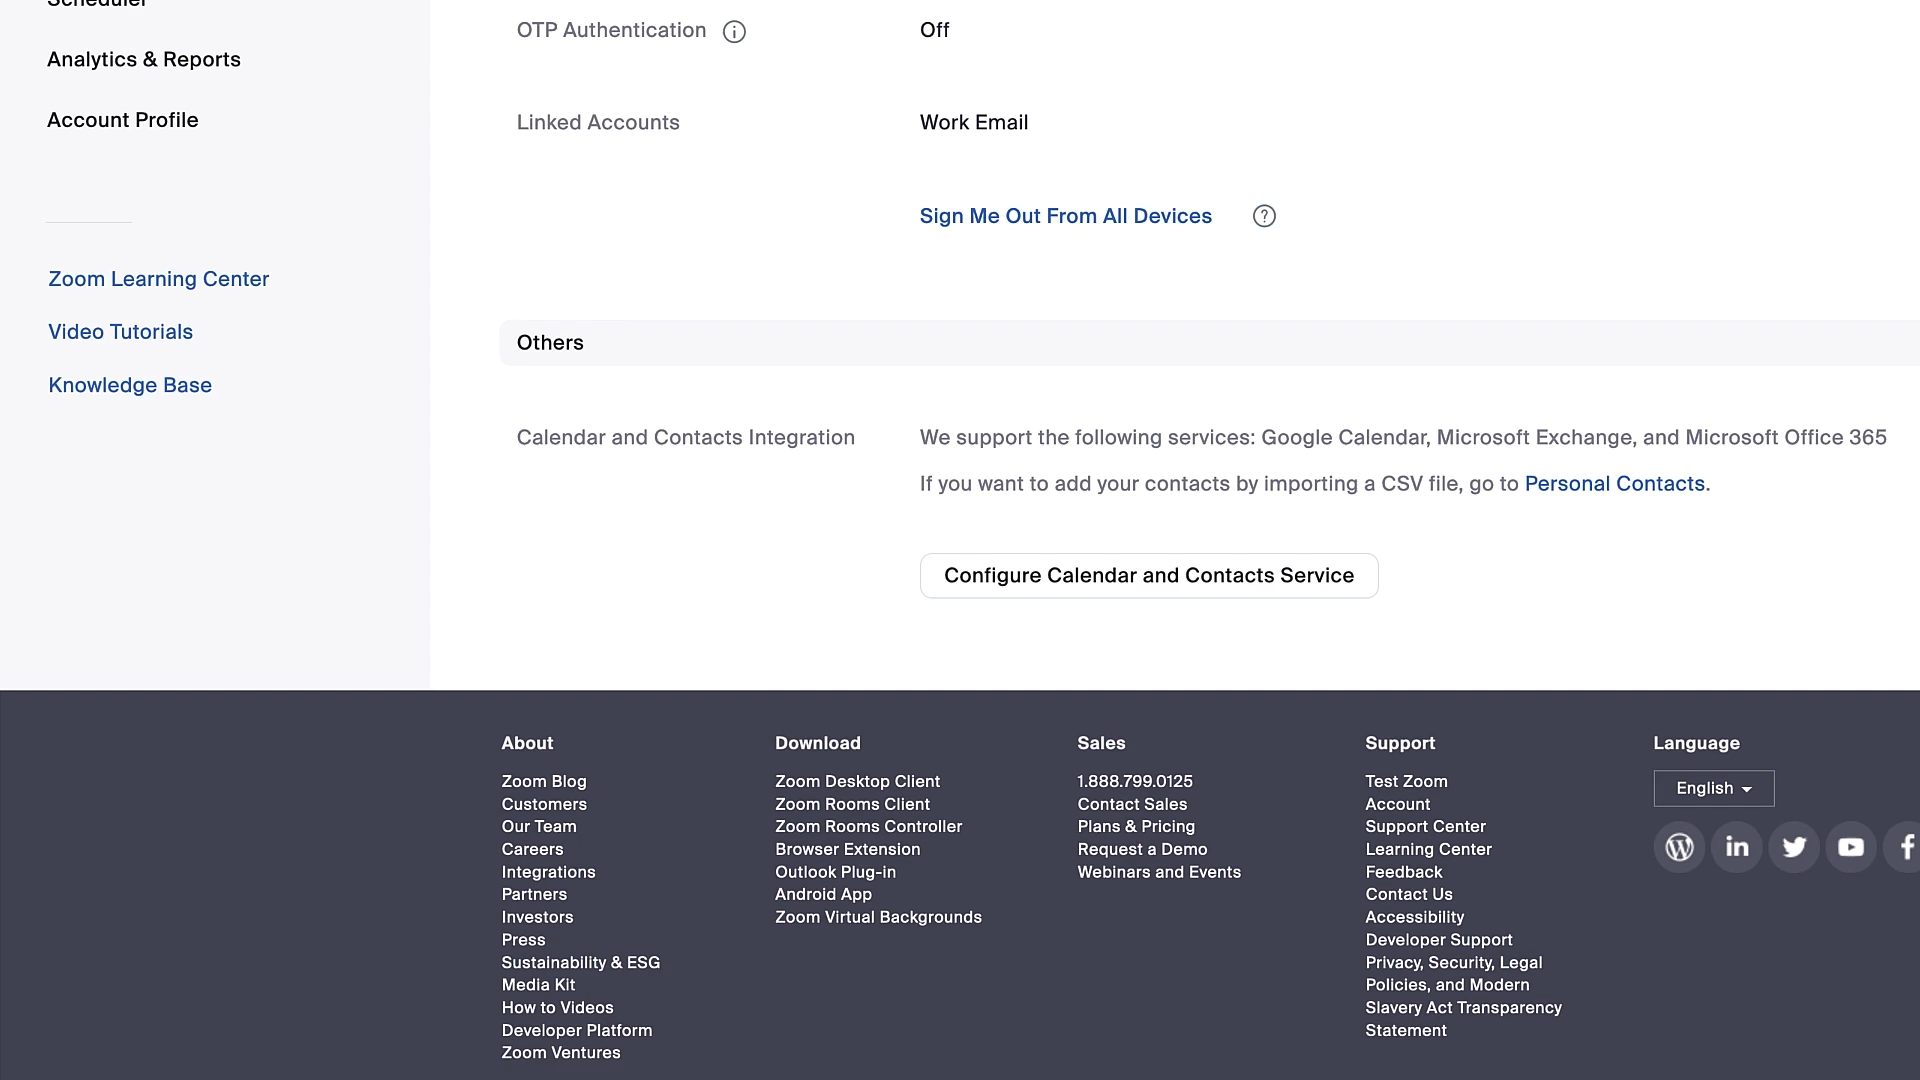 Scheduler
Analytics & Reports
Account Profile
Zoom Learning Center
Video Tutorials
Knowledge Base
OTP Authentication
Off
Linked Accounts
Work Email
Sign Me Out From All Devices
Others
Calendar and Contacts Integration
We support the following services: Google Calendar, Microsoft Exchange, and Microsoft Office 365
If you want to add your contacts by importing a CSV file, go to Personal Contacts.
Configure Calendar and Contacts Service
About
Zoom Blog
Customers
Our Team
Careers
Integrations
Partners
Investors
Press
Sustainability & ESG
Media Kit
How to Videos
Developer Platform
Zoom Ventures
Download
Zoom Desktop Client
Zoom Rooms Client
Zoom Rooms Controller
Browser Extension
Outlook Plug-in
Android App
Zoom Virtual Backgrounds
Sales
1.888.799.0125
Contact Sales
Plans & Pricing
Request a Demo
Webinars and Events
Support
Test Zoom
Account
Support Center
Learning Center
Feedback
Contact Us
Accessibility
Developer Support
Privacy, Security, Legal
Policies, and Modern
Slavery Act Transparency
Statement
Language
English